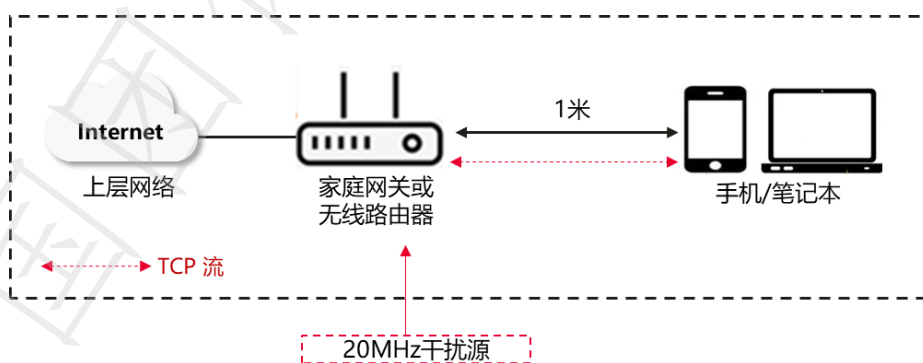 Internet
上层网络
家庭网关或
无线路由器
1米
手机/笔记本
TCP 流
20MHz干扰源